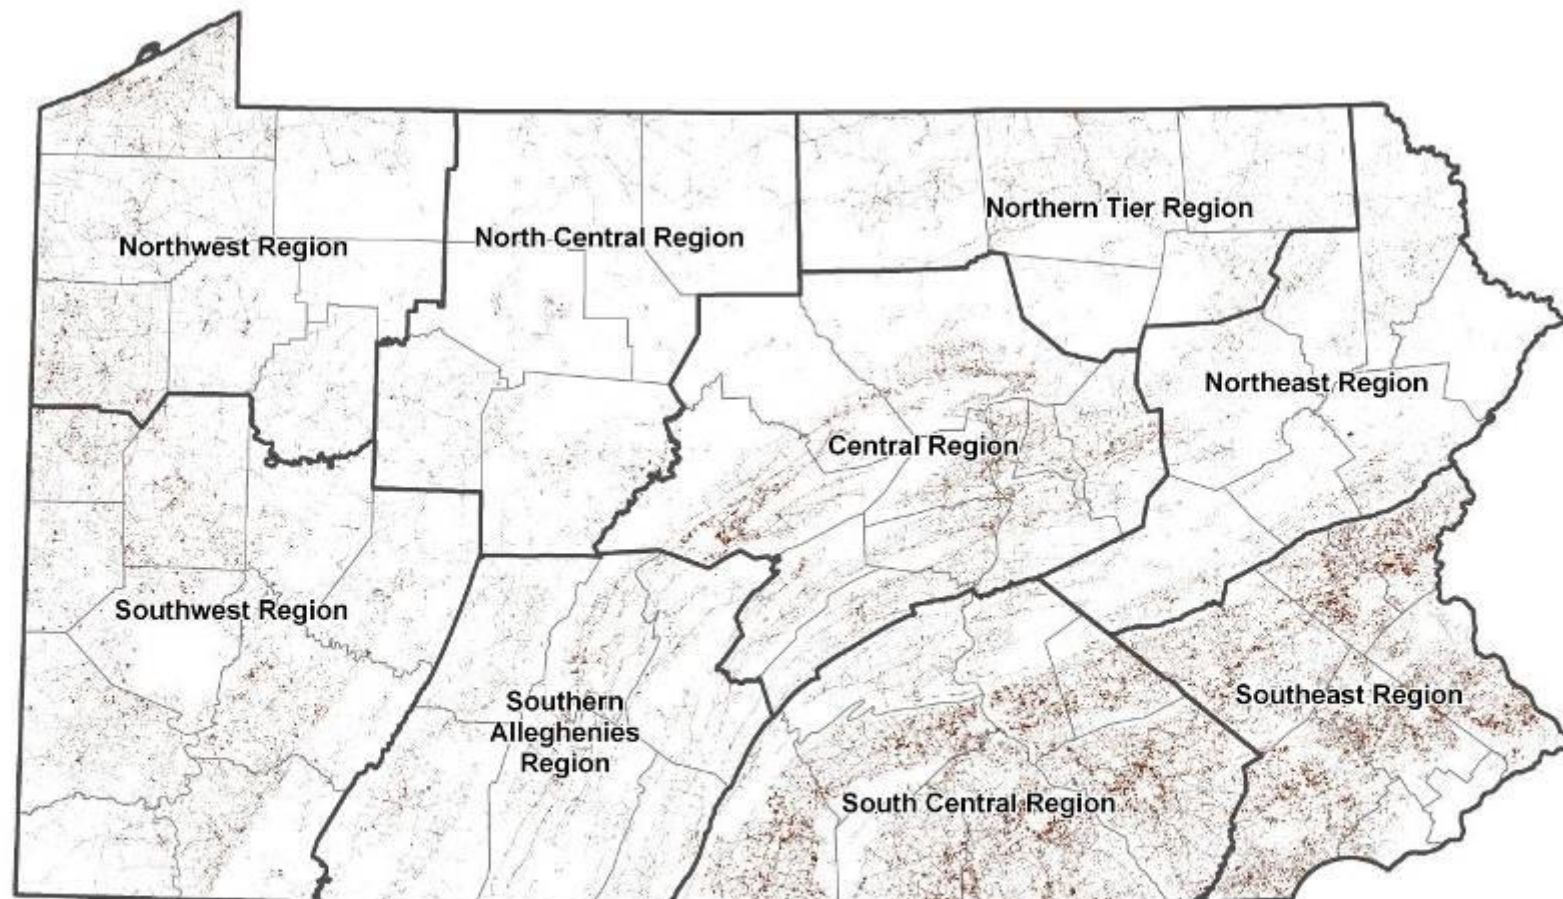 Northern Tier Region
North Central Region
Northwest Region
Northeast Region
Central Region
Southwest Region
Southern
Alleghenies
Region
Southeast Region
South Central Region